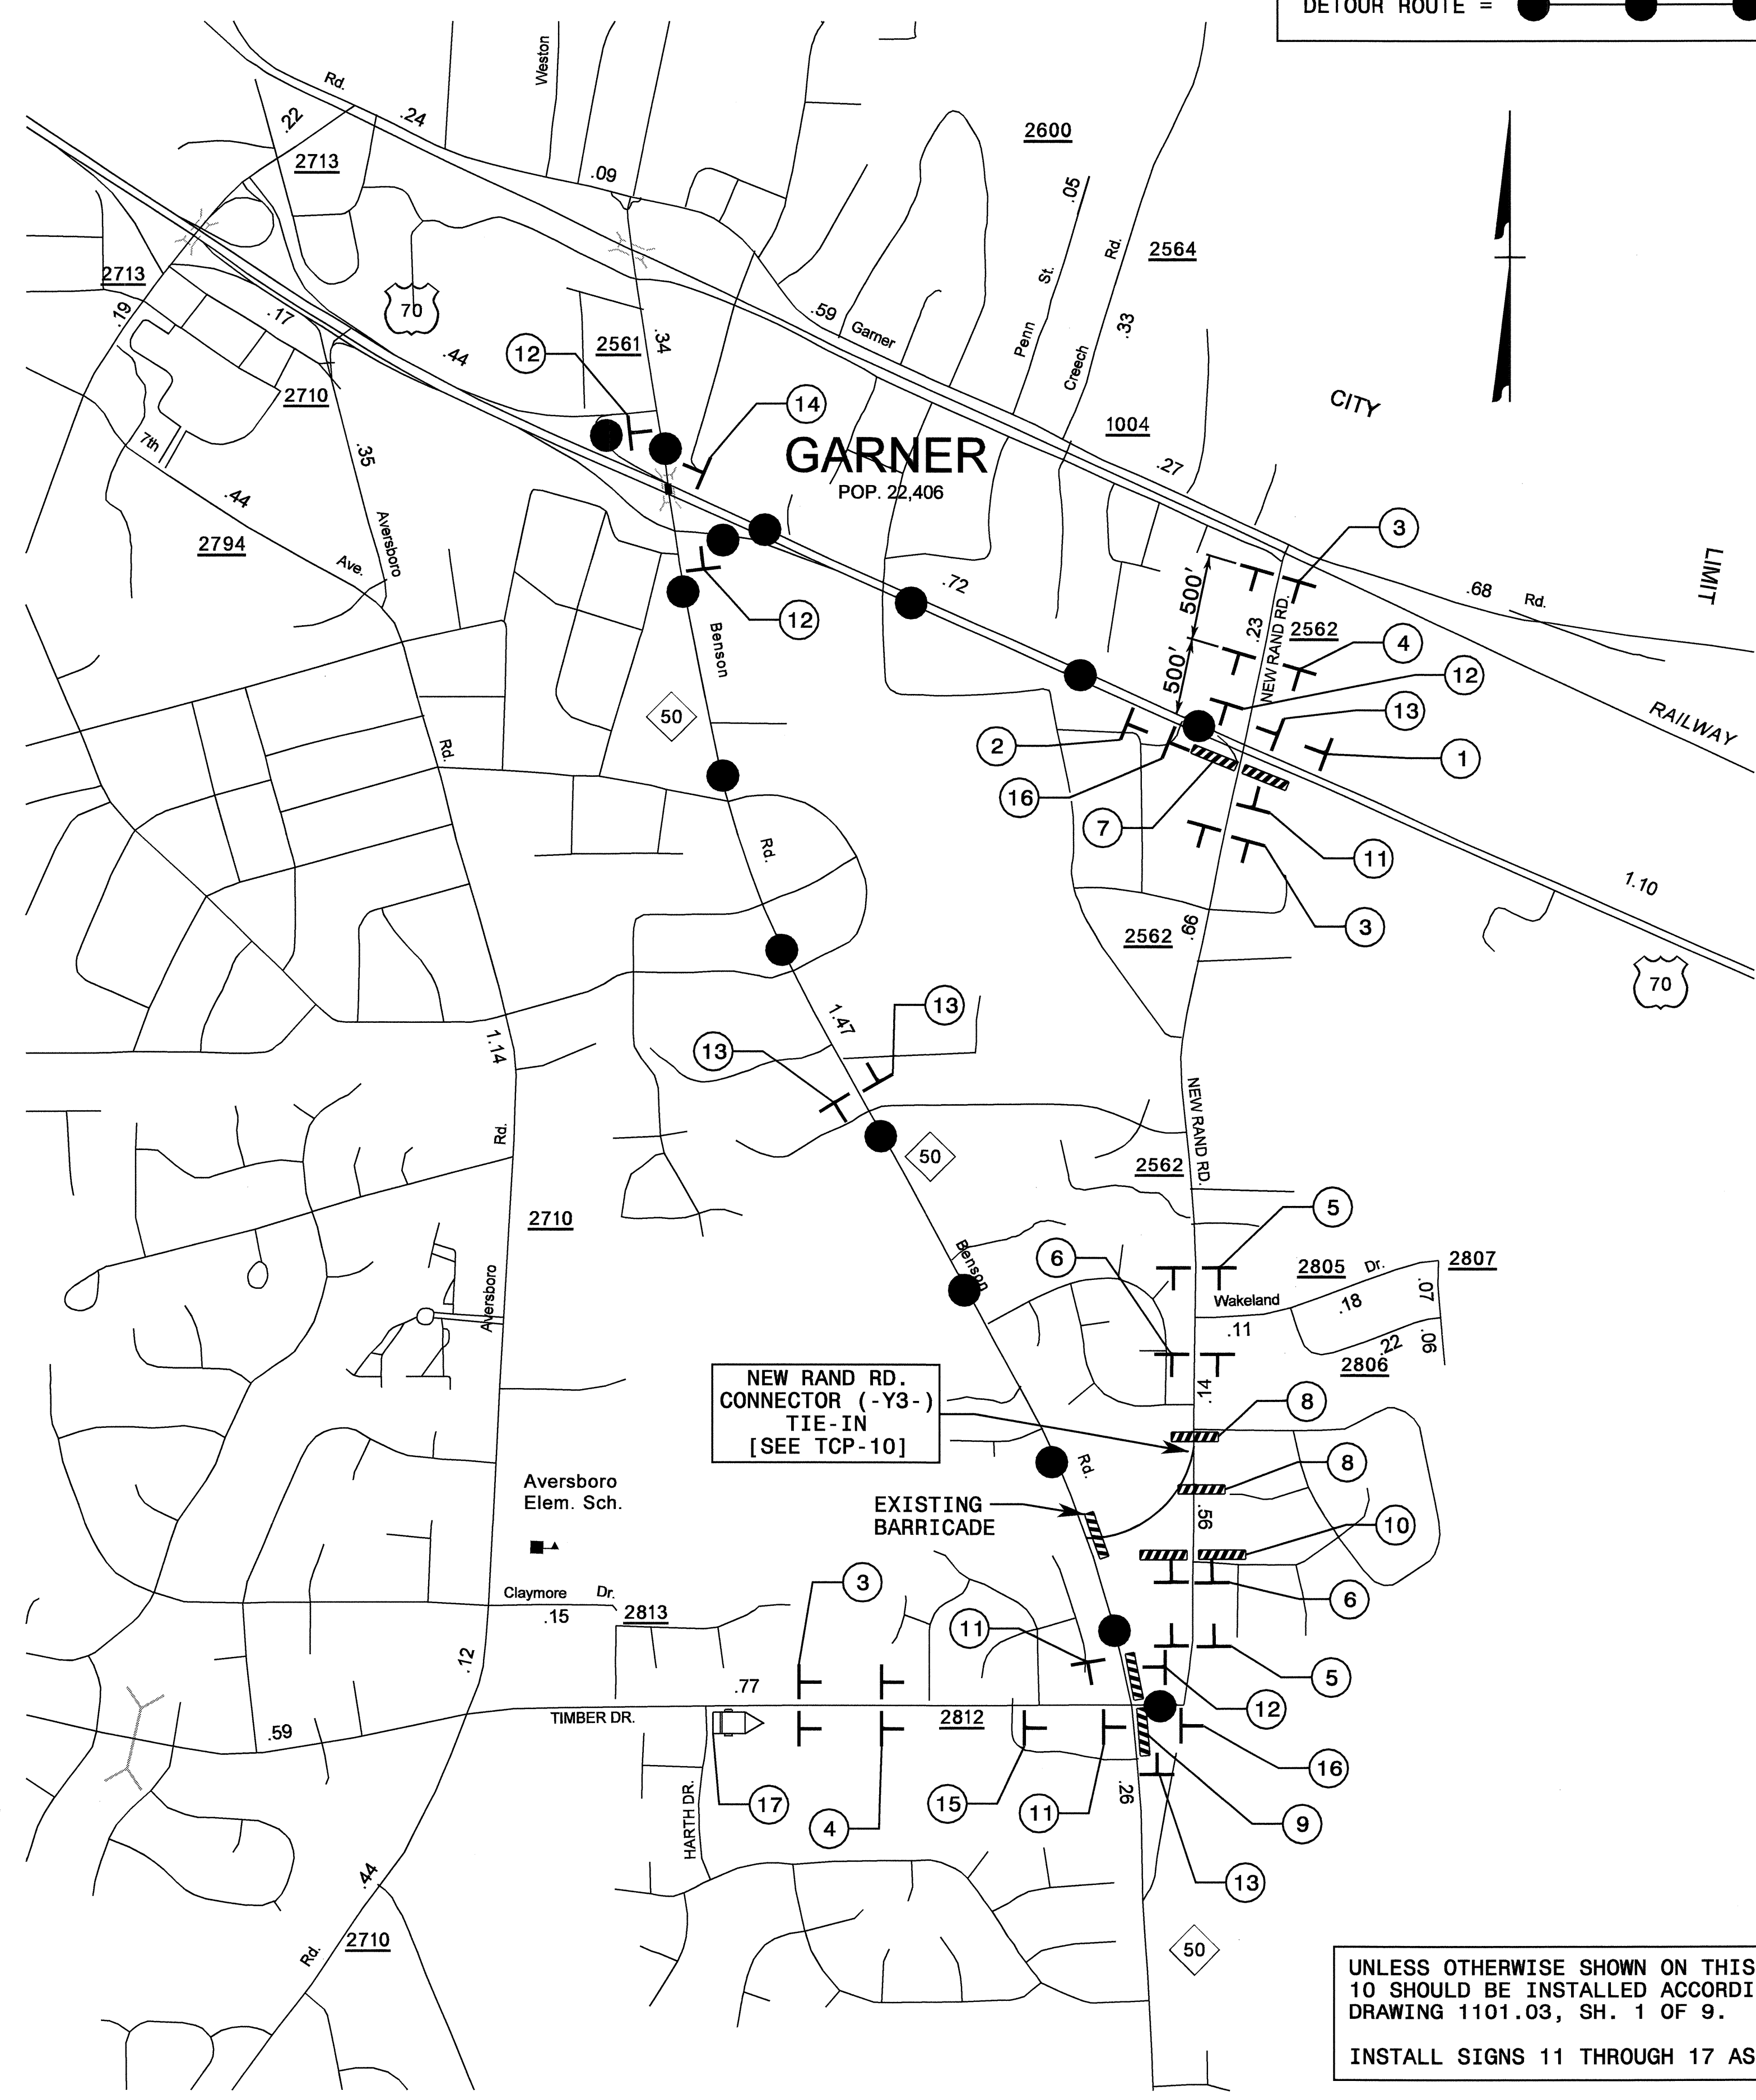 DETOUR ROUTE =
Rd.
.24
Weston
.22
2713
.09
2600
.05
2564
Rd.
St.
Penn
Creech
.33
2713
.19
.17
70
.44
12
2561
.34
.59
Garner
14
2710
7th
.35
.44
Aversboro
2794
Ave.
GARNER
POP. 22,406
1004
.27
CITY
LIMIT
3
500'
.23
NEW RAND RD.
2562
.68
Rd.
4
500'
12
13
RAILWAY
.72
12
Benson
50
2
16
7
1
11
3
1.10
70
Rd.
Rd.
.66
2562
1.47
13
13
1.14
NEW RAND RD.
50
2562
Rd.
2710
5
6
Benson
2805
Dr.
2807
Wakeland
.18
.07
.11
.22
.06
2806
Aversboro
NEW RAND RD.
CONNECTOR (-Y3-)
TIE-IN
[SEE TCP-10]
.14
8
8
Rd.
Aversboro
Elem. Sch.
EXISTING
BARRICADE
.56
10
6
Claymore
Dr.
.15
2813
3
11
5
.12
.77
12
TIMBER DR.
2812
.59
16
17
4
15
11
.26
9
HARTH DR.
13
.44
Rd.
2710
50
UNLESS OTHERWISE SHOWN ON THIS
10 SHOULD BE INSTALLED ACCORDI
DRAWING 1101.03, SH. 1 OF 9.
INSTALL SIGNS 11 THROUGH 17 AS